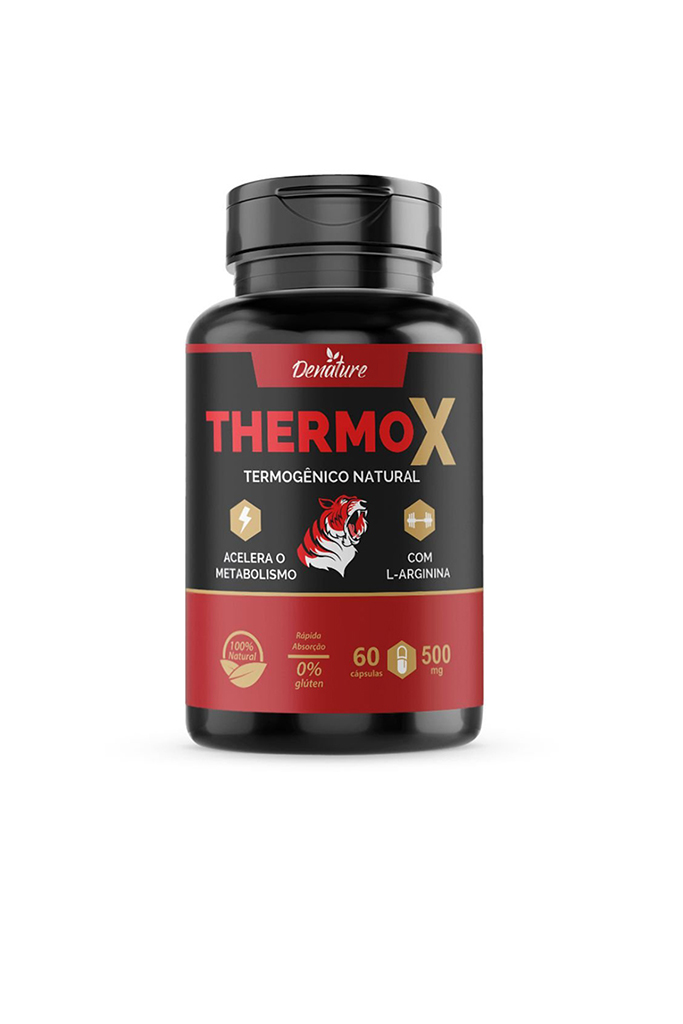 Denature
THERMOX
TERMOGÊNICO NATURAL
ACELERA O
METABOLISMO
COM
L-ARGININA
100%
Natural
Rápida
Absorção
0%
glúten
60
cápsulas
500
mg